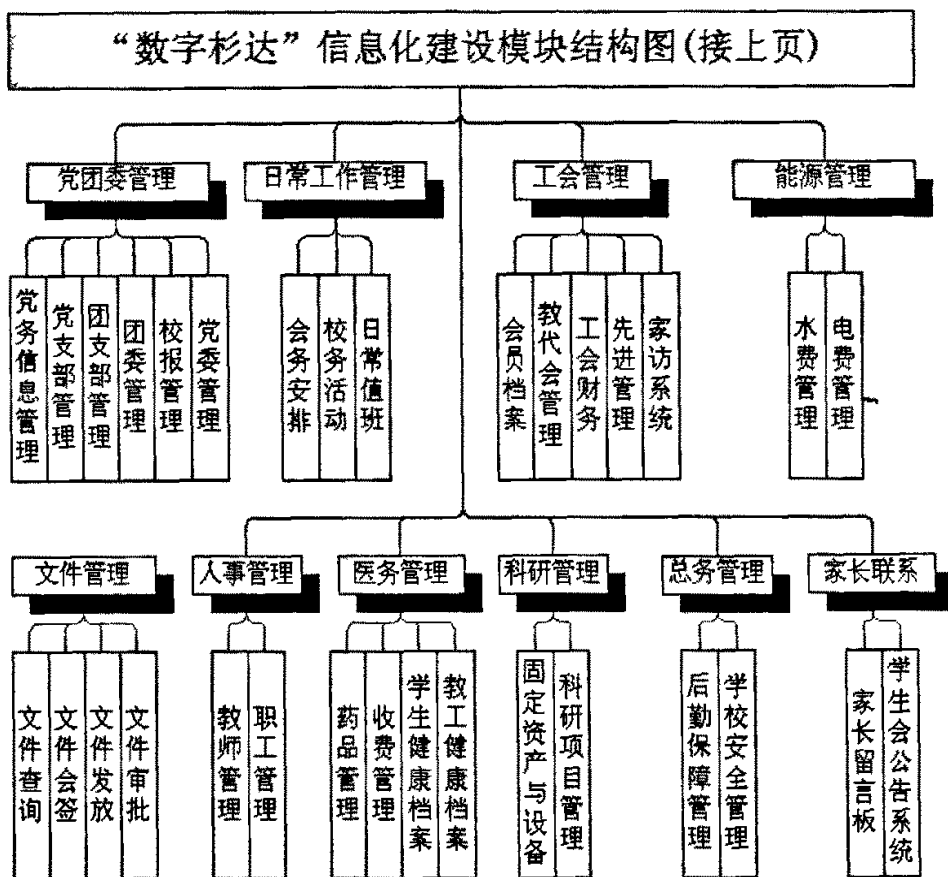 “数字杉达”信息化建设模块结构图(接上页)
党团委管理
日常工作管理
工会管理
能源管理
党务信息管理
党支部管理
团支部管理
团委管理
校报管理
党委管理
会务安排
校务活动
日常值班
会员档案
教代会管理
工会财务
先进管理
家访系统
水费管理
电费管理
文件管理
人事管理
医务管理
科研管理
总务管理
家长联系
文件查询
文件会签
文件发放
文件审批
教师管理
职工管理
药品管理
收费管理
学生健康档案
教工健康档案
固定资产与设备
科研项目管理
后勤保障管理
学校安全管理
家长留言板
学生会公告系统